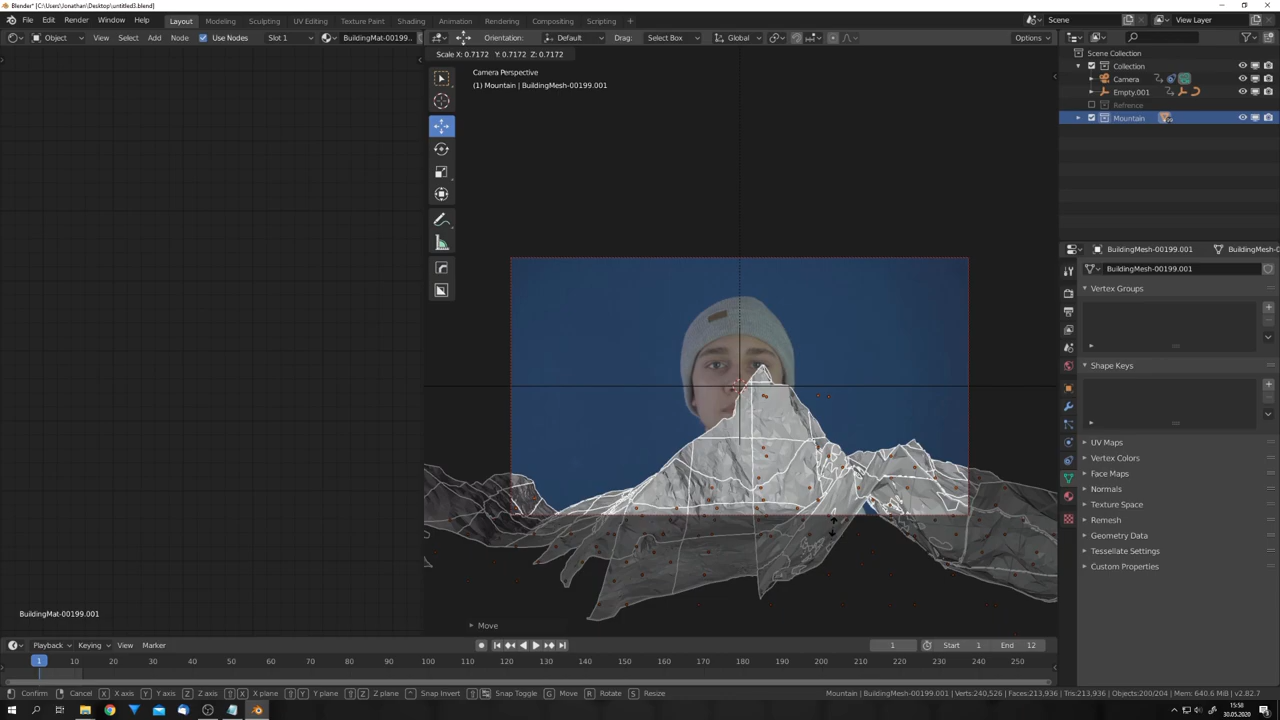 Blender* [C:\Users\Jonathan\Desktop\untitled3.blend]
File Edit Render Window Help Layout Modeling Sculpting UV Editing Texture Paint Shading Animation Rendering Compositing Scripting Scene View Layer
Object View Select Add Node Use Nodes Slot 1 BuildingMat-00199... Orientation: Default Drag: Select Box Global Options
Scale X: 0.7172 Y: 0.7172 Z: 0.7172
Camera Perspective
(1) Mountain | BuildingMesh-00199.001
Scene Collection
Collection
Camera
Empty.001
Refrence
Mountain
BuildingMesh-00199.001 BuildingMesh-0
BuildingMesh-00199.001
Vertex Groups
Shape Keys
UV Maps
Vertex Colors
Face Maps
Normals
Texture Space
Remesh
Geometry Data
Tessellate Settings
Custom Properties
BuildingMat-00199.001
Move
Playback Keying View Marker 1 Start 1 End 12
1 10 20 30 40 50 60 70 80 90 100 110 120 130 140 150 160 170 180 190 200 210 220 230 240 250
Confirm Cancel X X axis Y Y axis Z Z axis X X plane Y Y plane Z Z plane Snap Invert Snap Toggle G Move R Rotate S Resize Mountain | BuildingMesh-00199.001 | Verts:240,526 | Faces:213,936 | Tris:213,936 | Objects:200/204 | Mem: 640.6 MiB | v2.82.7
15:58
30.05.2020